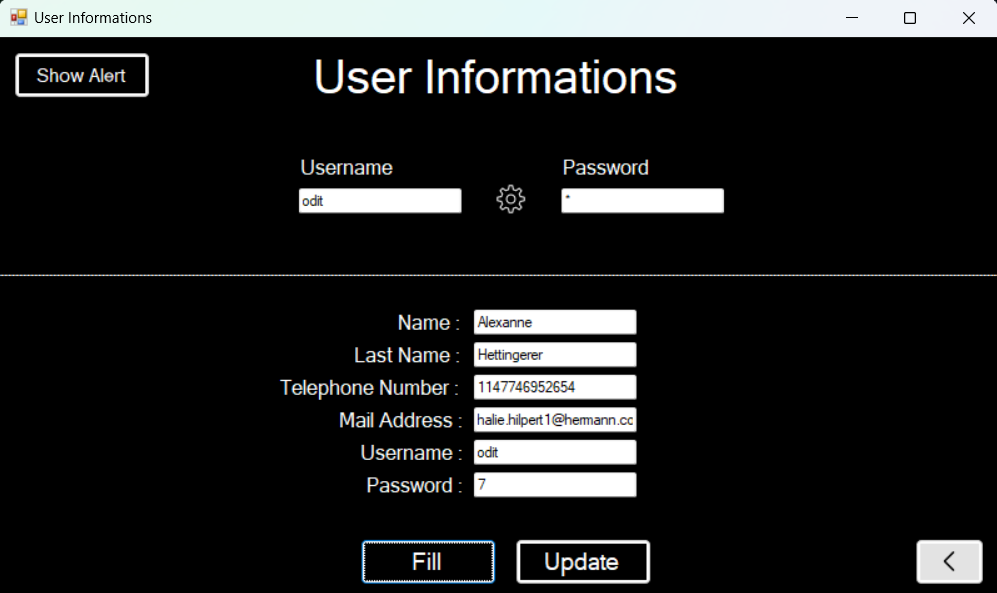 User Informations
Show Alert
User Informations
Username
Password
odit
*
Name : Alexanne
Last Name : Hettingerer
Telephone Number : 1147746952654
Mail Address : halie.hilpert1@hermann.cc
Username : odit
Password : 7
Fill
Update